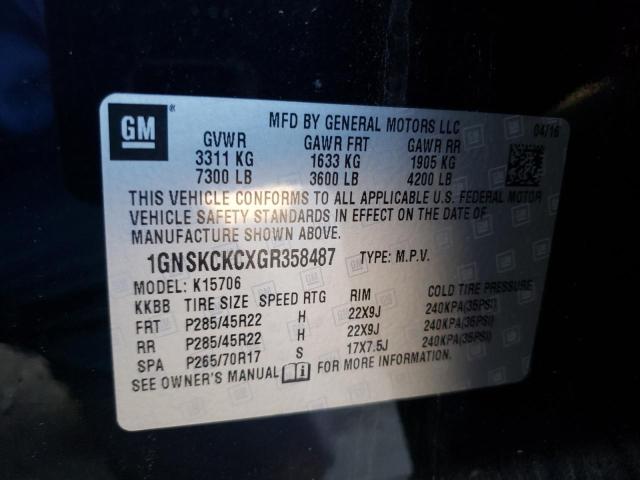 GM ®
MFD BY GENERAL MOTORS LLC 04/16
GVWR GAWR FRT GAWR RR
3311 KG 1633 KG 1905 KG
7300 LB 3600 LB 4200 LB
THIS VEHICLE CONFORMS TO ALL APPLICABLE U.S. FEDERAL MOTOR
VEHICLE SAFETY STANDARDS IN EFFECT ON THE DATE OF
MANUFACTURE SHOWN ABOVE.
1GNSKCKCXGR358487 TYPE: M.P.V.
MODEL: K15706
KKBB TIRE SIZE SPEED RTG RIM COLD TIRE PRESSURE
FRT P285/45R22 H 22X9J 240KPA(35PSI)
RR P285/45R22 H 22X9J 240KPA(35PSI)
SPA P265/70R17 S 17X7.5J 240KPA(35PSI)
SEE OWNER'S MANUAL i FOR MORE INFORMATION.